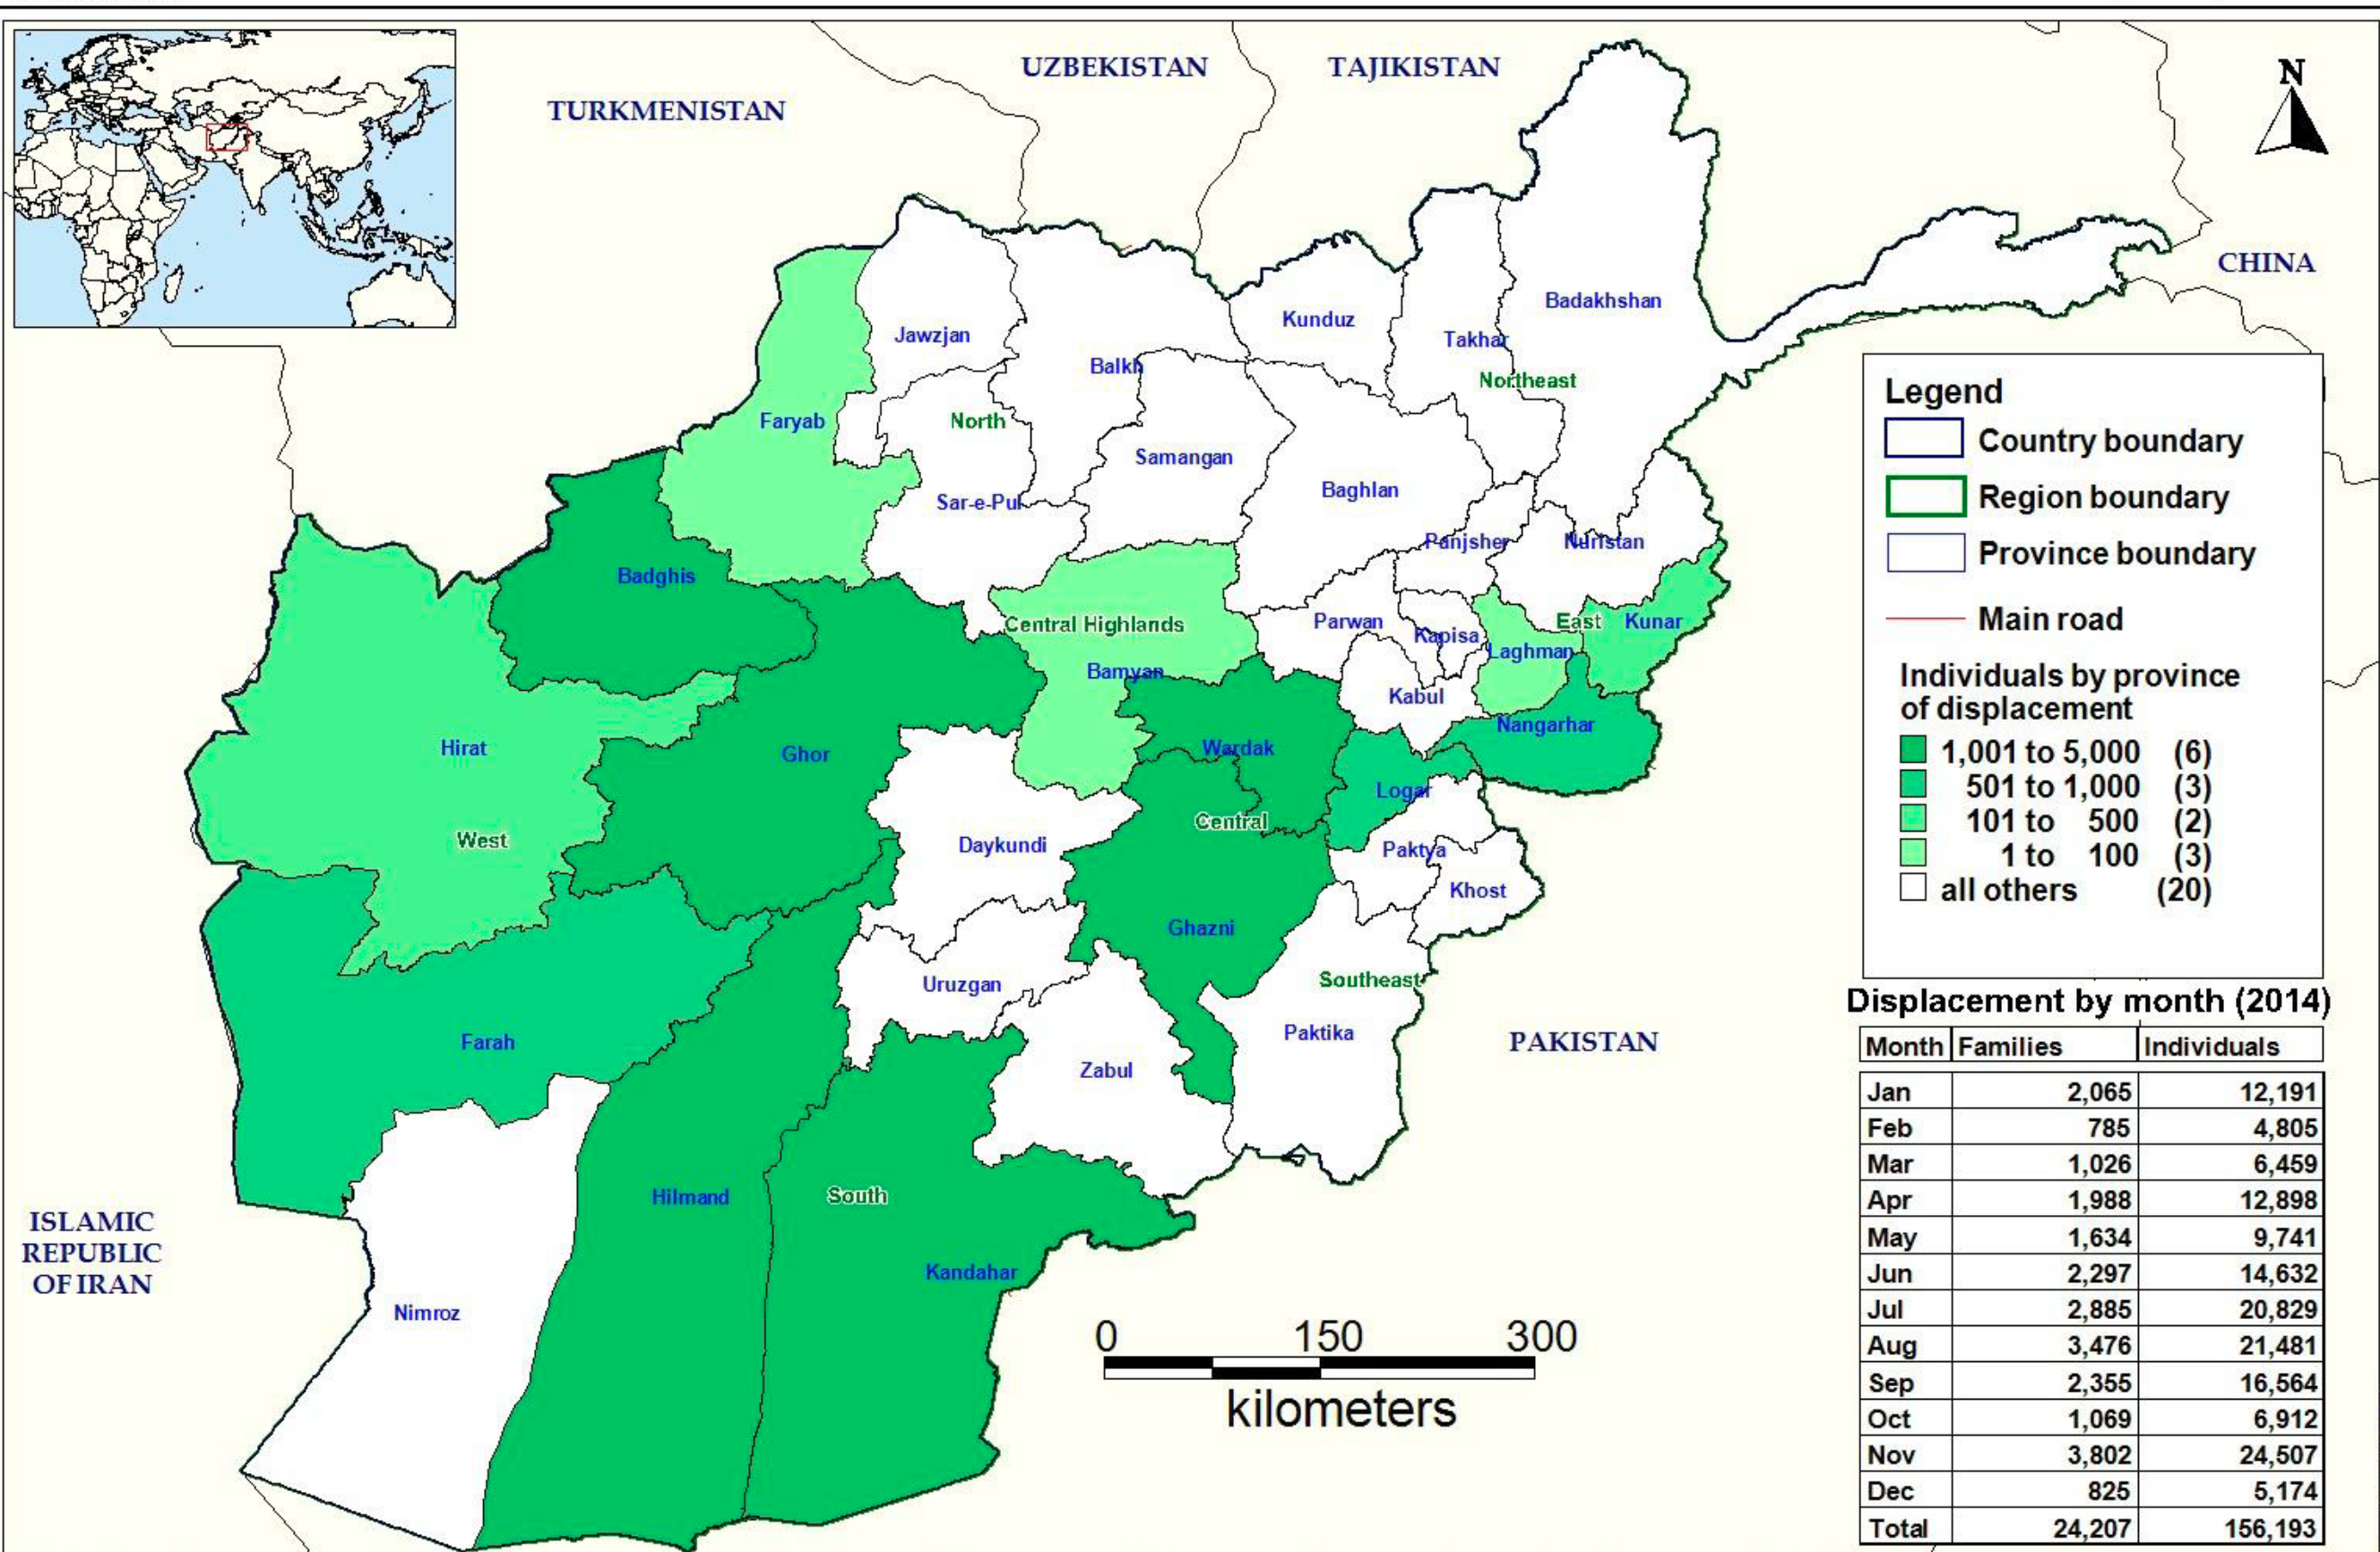 UZBEKISTAN
TAJIKISTAN
TURKMENISTAN
N
CHINA
Badakhshan
Kunduz
Jawzjan
Takhar
Balkh
Northeast
Faryab
North
Samangan
Baghlan
Sar-e-Pul
Panjsher
Nuristan
Badghis
Central Highlands
Parwan
East
Kunar
Kapisa
Laghman
Bamyan
Kabul
Nangarhar
Hirat
Ghor
Wardak
Logar
Central
West
Daykundi
Paktya
Khost
Ghazni
Southeast
Uruzgan
Paktika
Farah
PAKISTAN
Zabul
Hilmand
South
Kandahar
ISLAMIC
REPUBLIC
OF IRAN
Nimroz
0 150 300
kilometers
Legend
Country boundary
Region boundary
Province boundary
Main road
Individuals by province
of displacement
1,001 to 5,000 (6)
501 to 1,000 (3)
101 to 500 (2)
1 to 100 (3)
all others (20)
Displacement by month (2014)
Month Families Individuals
Jan 2,065 12,191
Feb 785 4,805
Mar 1,026 6,459
Apr 1,988 12,898
May 1,634 9,741
Jun 2,297 14,632
Jul 2,885 20,829
Aug 3,476 21,481
Sep 2,355 16,564
Oct 1,069 6,912
Nov 3,802 24,507
Dec 825 5,174
Total 24,207 156,193